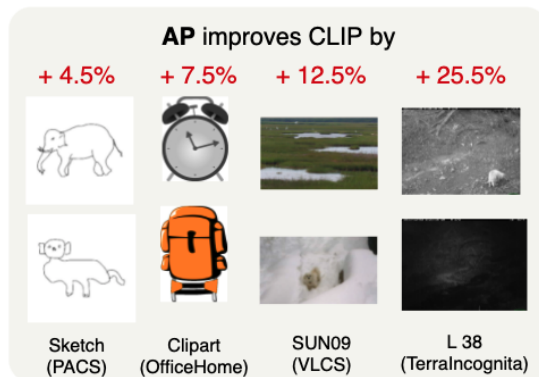 AP improves CLIP by
+ 4.5% + 7.5% + 12.5% + 25.5%
Sketch Clipart SUN09 L 38
(PACS) (OfficeHome) (VLCS) (TerraIncognita)